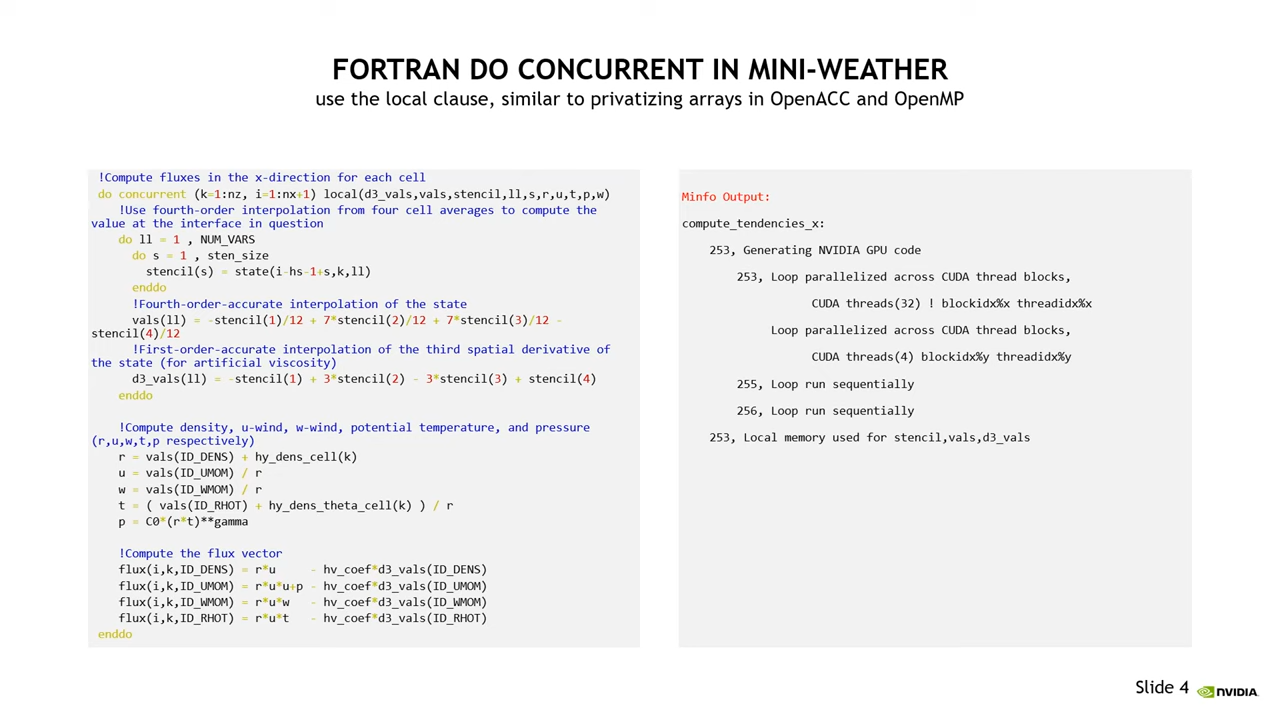 FORTRAN DO CONCURRENT IN MINI-WEATHER
use the local clause, similar to privatizing arrays in OpenACC and OpenMP
!Compute fluxes in the x-direction for each cell
do concurrent (k=1:nz, i=1:nx+1) local(d3_vals,vals,stencil,ll,s,r,u,t,p,w)
!Use fourth-order interpolation from four cell averages to compute the
value at the interface in question
do ll = 1 , NUM_VARS
do s = 1 , sten_size
stencil(s) = state(i-hs-1+s,k,ll)
enddo
!Fourth-order-accurate interpolation of the state
vals(ll) = -stencil(1)/12 + 7*stencil(2)/12 + 7*stencil(3)/12 -
stencil(4)/12
!First-order-accurate interpolation of the third spatial derivative of
the state (for artificial viscosity)
d3_vals(ll) = -stencil(1) + 3*stencil(2) - 3*stencil(3) + stencil(4)
enddo
!Compute density, u-wind, w-wind, potential temperature, and pressure
(r,u,w,t,p respectively)
r = vals(ID_DENS) + hy_dens_cell(k)
u = vals(ID_UMOM) / r
w = vals(ID_WMOM) / r
t = ( vals(ID_RHOT) + hy_dens_theta_cell(k) ) / r
p = C0*(r*t)**gamma
!Compute the flux vector
flux(i,k,ID_DENS) = r*u - hv_coef*d3_vals(ID_DENS)
flux(i,k,ID_UMOM) = r*u*u+p - hv_coef*d3_vals(ID_UMOM)
flux(i,k,ID_WMOM) = r*u*w - hv_coef*d3_vals(ID_WMOM)
flux(i,k,ID_RHOT) = r*u*t - hv_coef*d3_vals(ID_RHOT)
enddo
Minfo Output:
compute_tendencies_x:
253, Generating NVIDIA GPU code
253, Loop parallelized across CUDA thread blocks,
CUDA threads(32) ! blockidx%x threadidx%x
Loop parallelized across CUDA thread blocks,
CUDA threads(4) blockidx%y threadidx%y
255, Loop run sequentially
256, Loop run sequentially
253, Local memory used for stencil,vals,d3_vals
Slide 4
NVIDIA.